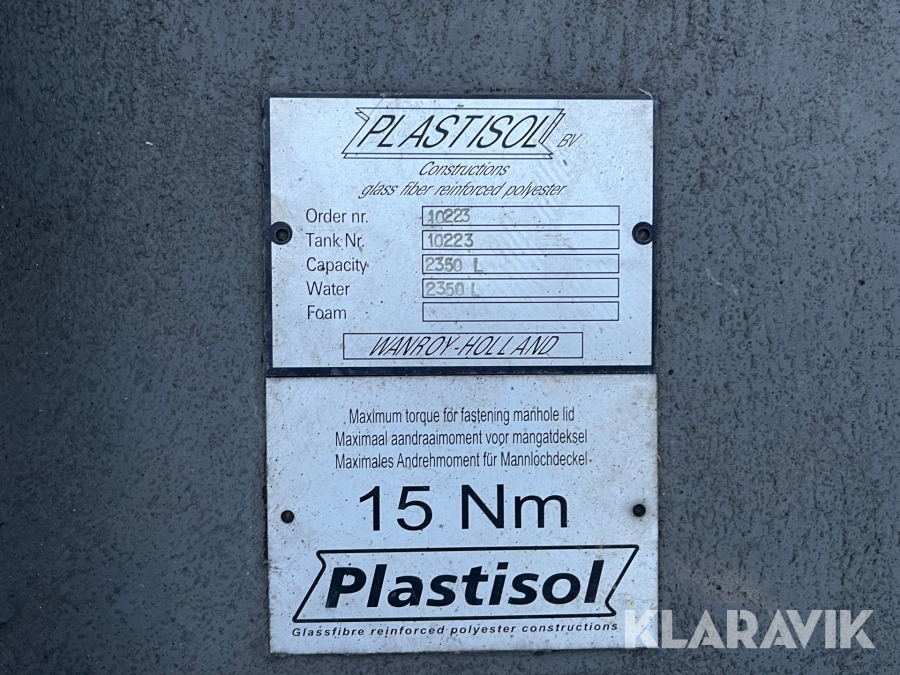 PLASTISOL BV
Constructions
glass fiber reinforced polyester
Order nr. 10223
Tank Nr. 10223
Capacity 2350 L
Water 2350 L
Foam
WANROY-HOLLAND
Maximum torque for fastening manhole lid
Maximaal aandraaimoment voor mangatdeksel
Maximales Andrehmoment für Mannlochdeckel
15 Nm
Plastisol
Glassfibre reinforced polyester constructions
KLARAVIK